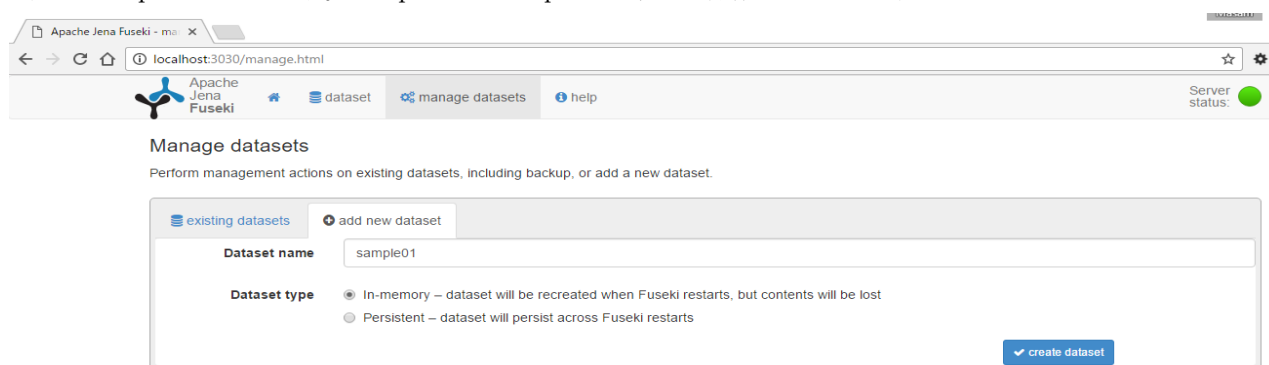 Apache Jena Fuseki - ma
localhost:3030/manage.html
Apache
Jena
Fuseki
dataset
manage datasets
help
Server
status:
Manage datasets
Perform management actions on existing datasets, including backup, or add a new dataset.
existing datasets
add new dataset
Dataset name
sample01
Dataset type
In-memory – dataset will be recreated when Fuseki restarts, but contents will be lost
Persistent – dataset will persist across Fuseki restarts
create dataset